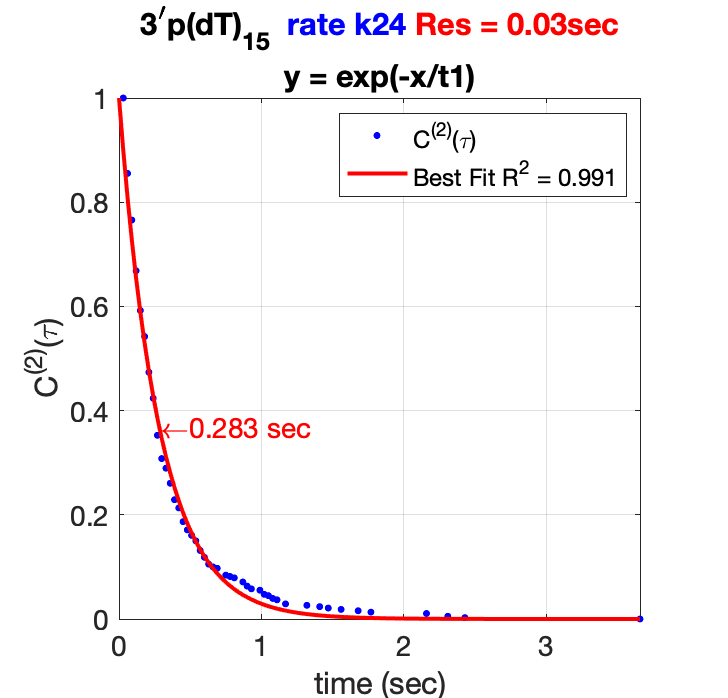 3′p(dT)15 rate k24 Res = 0.03sec
y = exp(-x/t1)
C(2)(τ)
Best Fit R2 = 0.991
1
0.8
0.6
0.4
0.2
0
←0.283 sec
C(2)(τ)
0 1 2 3
time (sec)